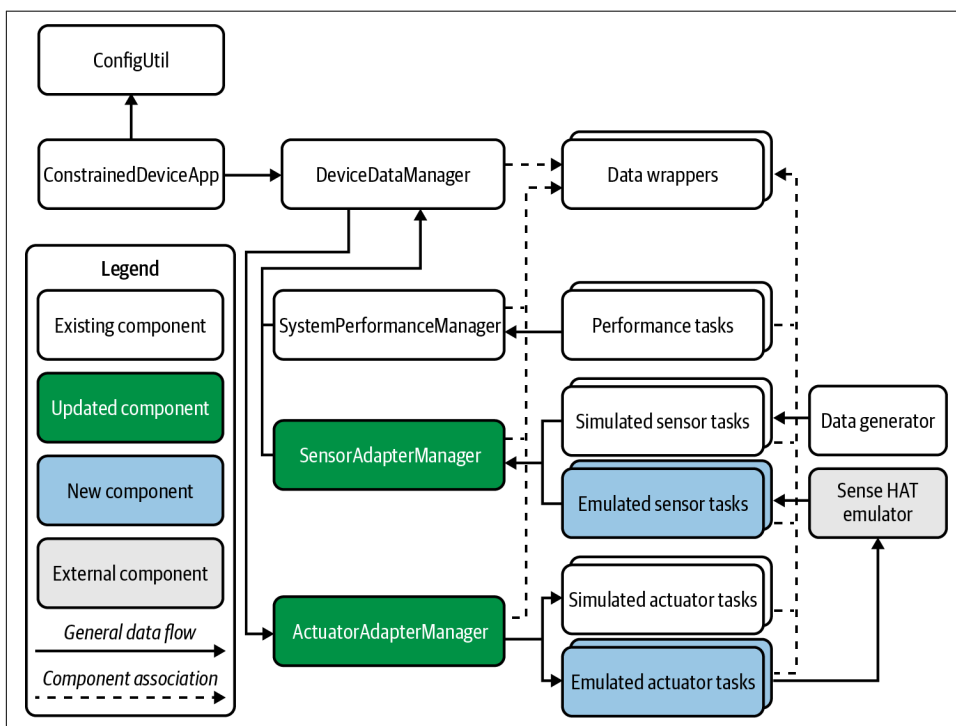 ConfigUtil
ConstrainedDeviceApp
DeviceDataManager
Data wrappers
Legend
Existing component
Updated component
New component
External component
General data flow
Component association
SystemPerformanceManager
Performance tasks
SensorAdapterManager
Simulated sensor tasks
Data generator
Emulated sensor tasks
Sense HAT
emulator
ActuatorAdapterManager
Simulated actuator tasks
Emulated actuator tasks